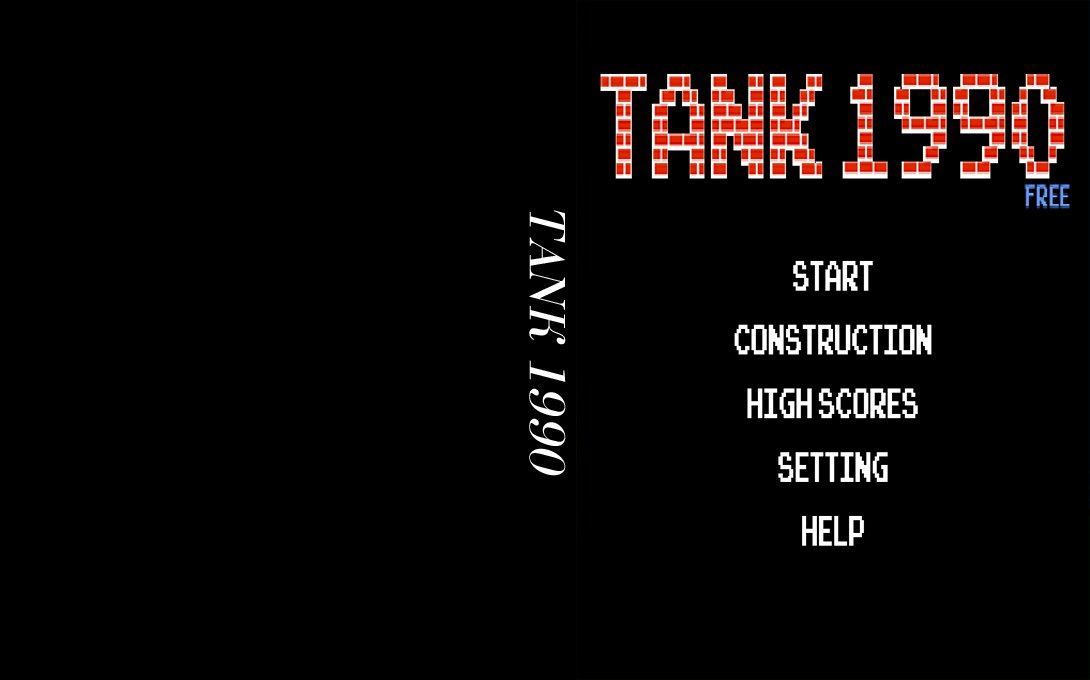 TANK 1990
TANK 1990
FREE
START
CONSTRUCTION
HIGH SCORES
SETTING
HELP